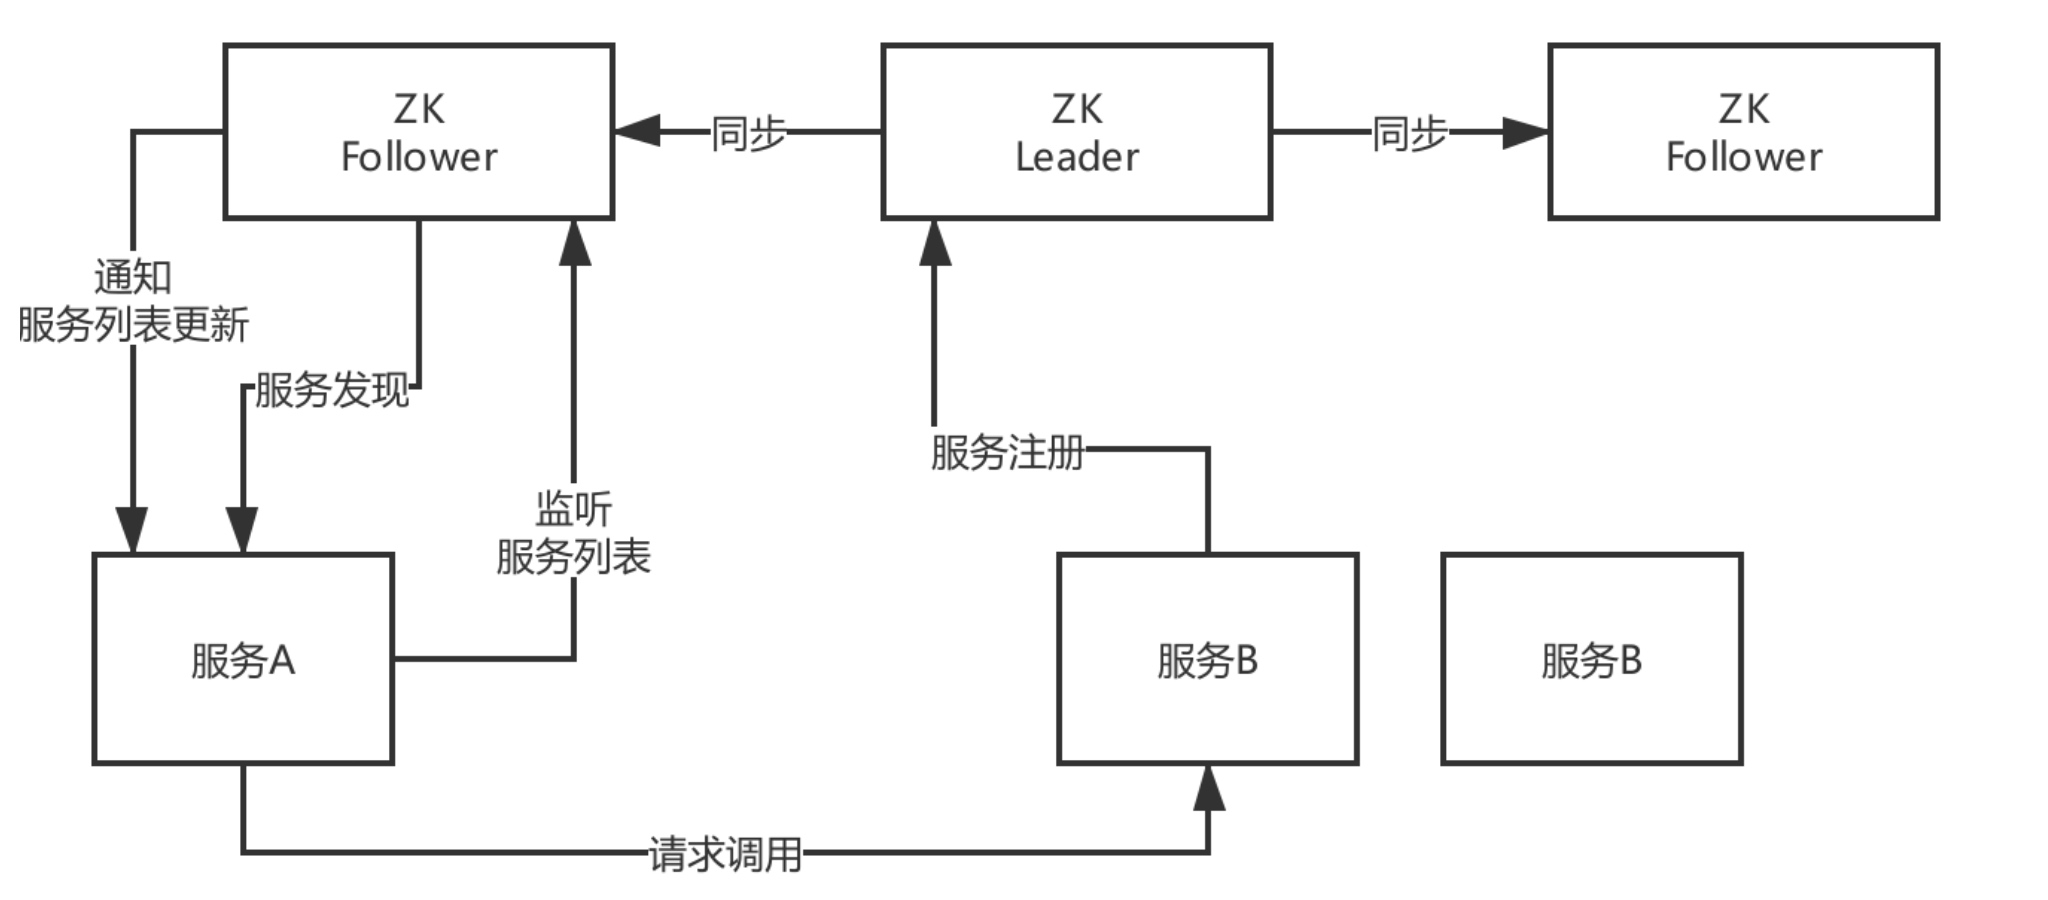 ZK
Follower
同步
ZK
Leader
同步
ZK
Follower
通知
服务列表更新
服务发现
监听
服务列表
服务注册
服务A
服务B
服务B
请求调用